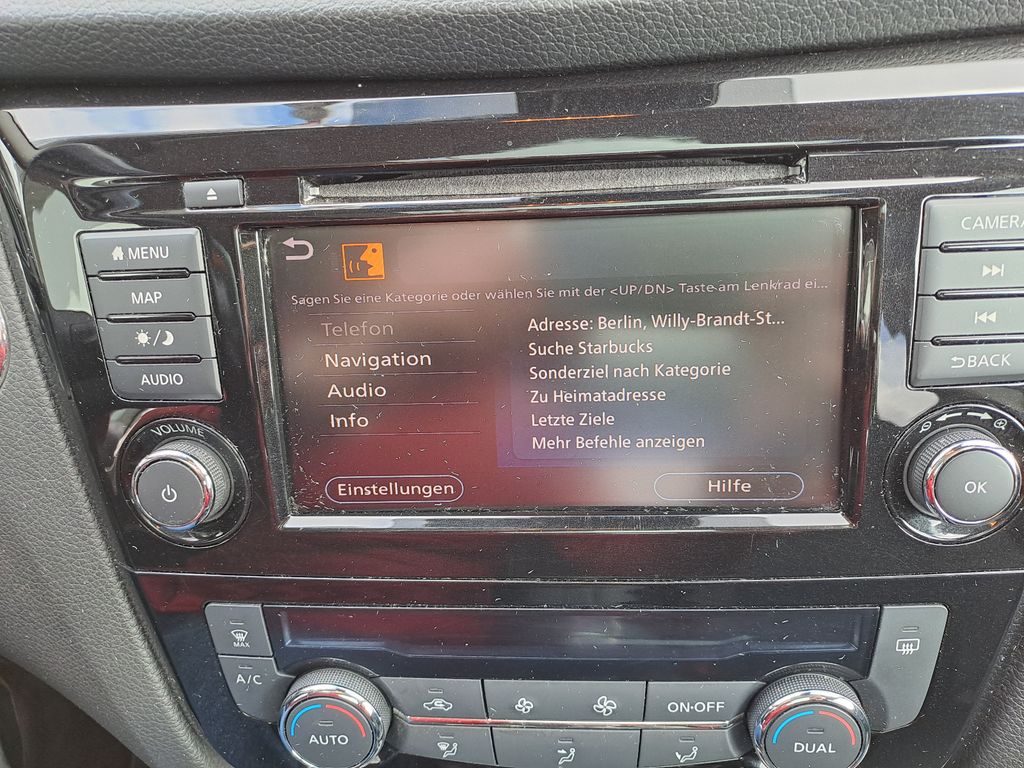 CAMERA
MENU
MAP
AUDIO
BACK
Sagen Sie eine Kategorie oder wählen Sie mit der <UP/DN> Taste am Lenkrad ei...
Telefon
Navigation
Audio
Info
Adresse: Berlin, Willy-Brandt-St...
Suche Starbucks
Sonderziel nach Kategorie
Zu Heimatadresse
Letzte Ziele
Mehr Befehle anzeigen
Einstellungen
Hilfe
VOLUME
OK
MAX
A/C
ON·OFF
AUTO
DUAL